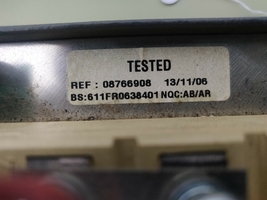 TESTED
REF : 08766908 13/11/06
BS:611FR0638401 NQC:AB/AR